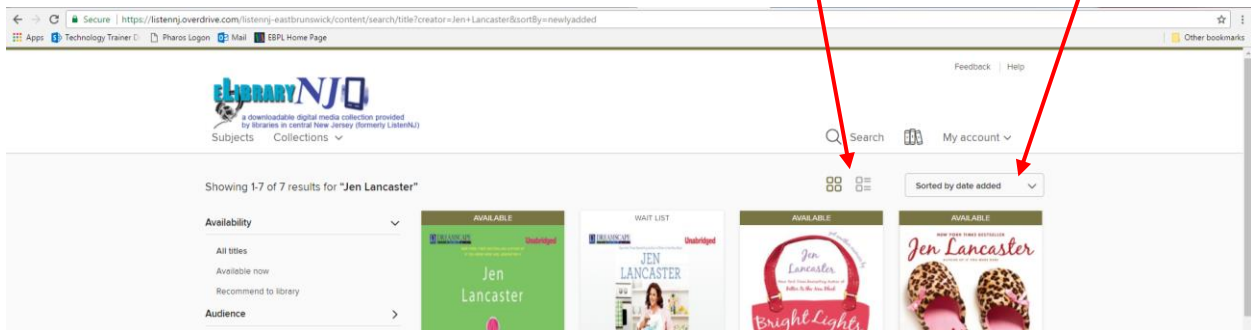 Secure | https://listennj.overdrive.com/listennj-eastbrunswick/content/search/title?creator=Jen+Lancaster&sortBy=newlyadded
Apps Technology Trainer D Pharos Logon Mail EBPL Home Page Other bookmarks
Feedback | Help
eLIBRARYNJ
a downloadable digital media collection provided
by libraries in central New Jersey (formerly ListenNJ)
Subjects Collections Search My account
Showing 1-7 of 7 results for "Jen Lancaster"
Sorted by date added
Availability
All titles
Available now
Recommend to library
Audience
AVAILABLE
DREAMSCAPE Unabridged
Jen
Lancaster
WAIT LIST
DREAMSCAPE Unabridged
JEN
LANCASTER
AVAILABLE
Jen
Lancaster
Bright Lights
AVAILABLE
NEW YORK TIMES BESTSELLER
Jen Lancaster